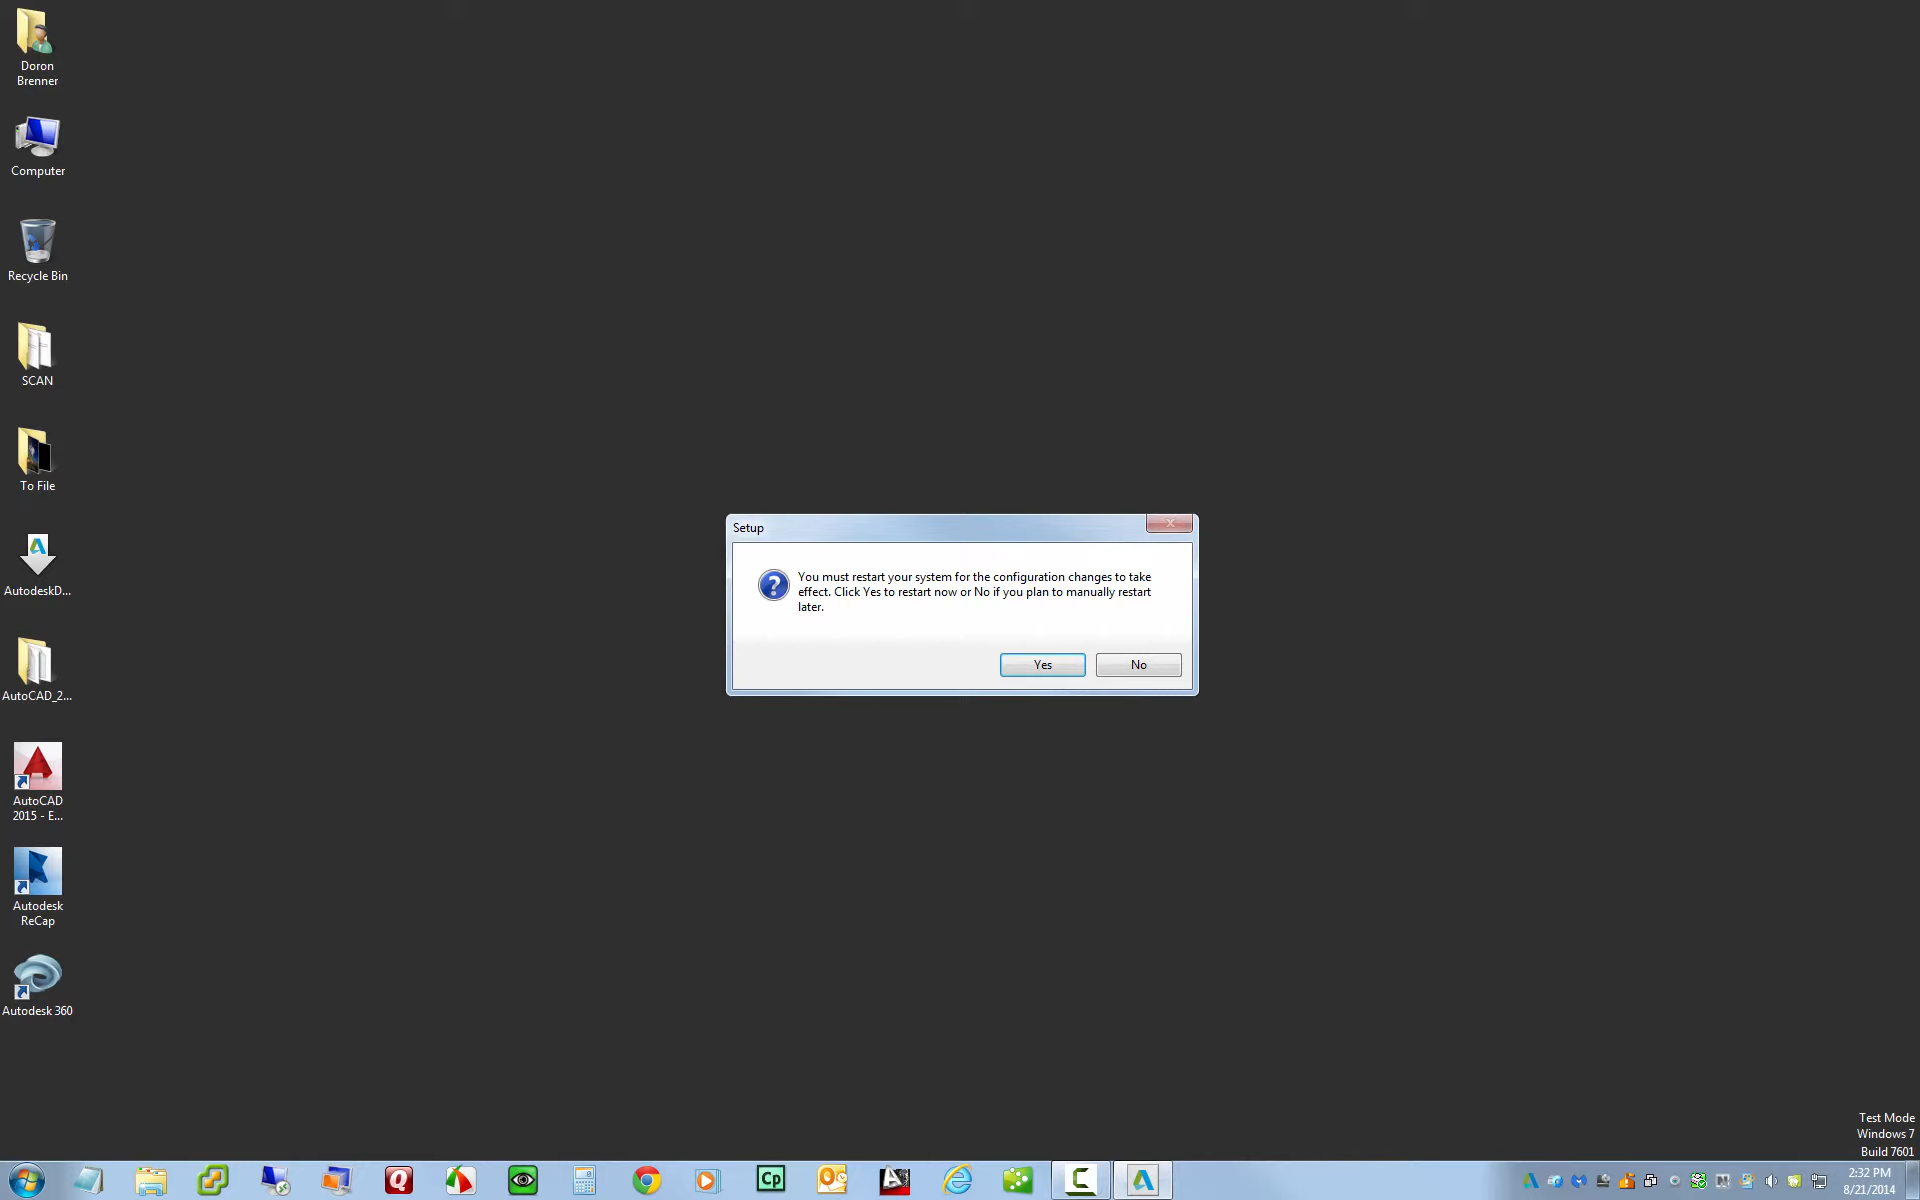 Doron
Brenner
Computer
Recycle Bin
SCAN
To File
AutodeskD...
AutoCAD_2...
AutoCAD
2015 - E...
Autodesk
ReCap
Autodesk 360
Setup
You must restart your system for the configuration changes to take
effect. Click Yes to restart now or No if you plan to manually restart
later.
Yes
No
Test Mode
Windows 7
Build 7601
Q
Cp
2:32 PM
8/21/2014